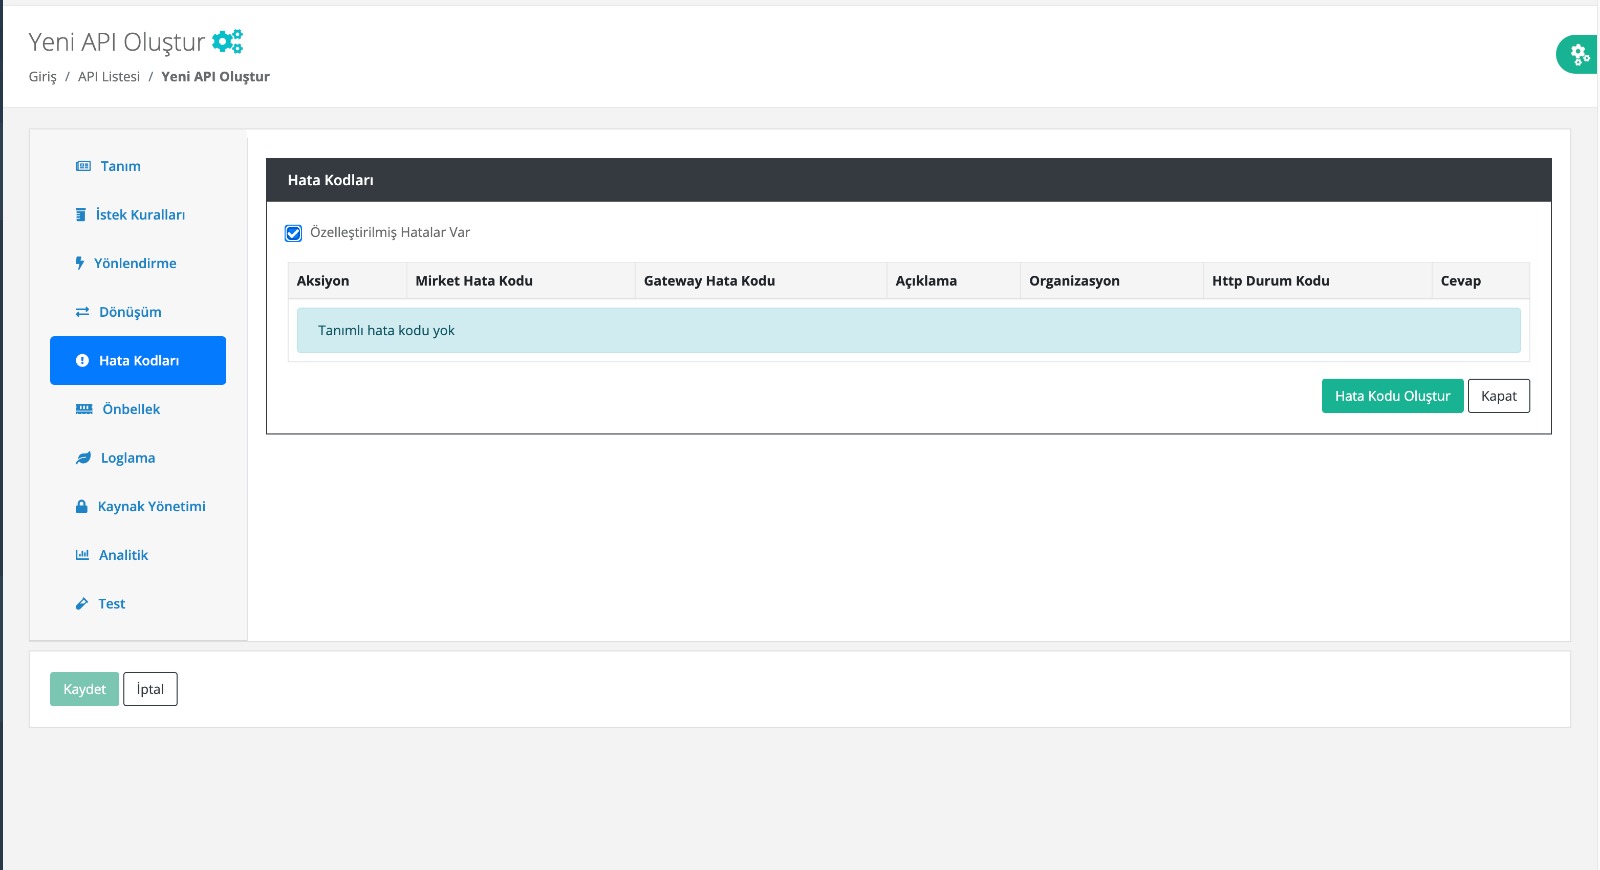 Yeni API Oluştur
Giriş / API Listesi / Yeni API Oluştur
Tanım
İstek Kuralları
Yönlendirme
Dönüşüm
Hata Kodları
Önbellek
Loglama
Kaynak Yönetimi
Analitik
Test
Hata Kodları
Özelleştirilmiş Hatalar Var
Aksiyon Mirket Hata Kodu Gateway Hata Kodu Açıklama Organizasyon Http Durum Kodu Cevap
Tanımlı hata kodu yok
Hata Kodu Oluştur Kapat
Kaydet İptal